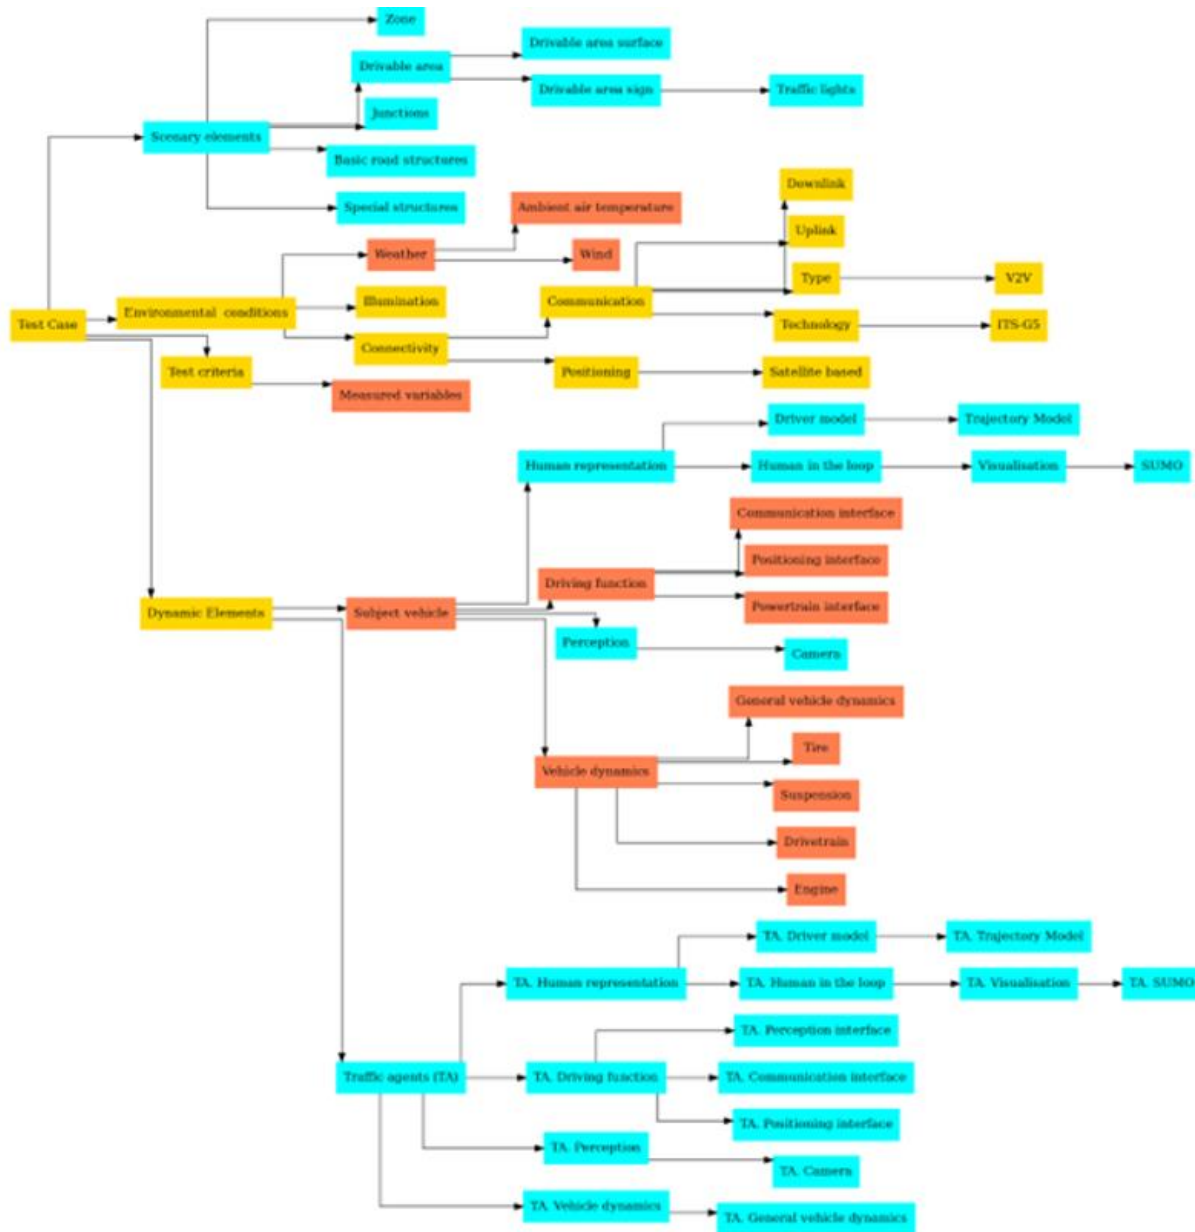 Zone
Drivable area surface
Drivable area
Drivable area sign
Traffic lights
Junctions
Scenary elements
Basic road structures
Special structures
Downlink
Ambient air temperature
Uplink
Weather
Wind
Type
V2V
Illumination
Communication
Environmental conditions
Test Case
Technology
ITS-G5
Connectivity
Test criteria
Positioning
Satellite based
Measured variables
Driver model
Trajectory Model
Human representation
Human in the loop
Visualisation
SUMO
Communication interface
Positioning interface
Driving function
Powertrain interface
Dynamic Elements
Subject vehicle
Perception
Camera
General vehicle dynamics
Tire
Vehicle dynamics
Suspension
Drivetrain
Engine
TA. Driver model
TA. Trajectory Model
TA. Human representation
TA. Human in the loop
TA. Visualisation
TA. SUMO
TA. Perception interface
Traffic agents (TA)
TA. Driving function
TA. Communication interface
TA. Positioning interface
TA. Perception
TA. Camera
TA. Vehicle dynamics
TA. General vehicle dynamics